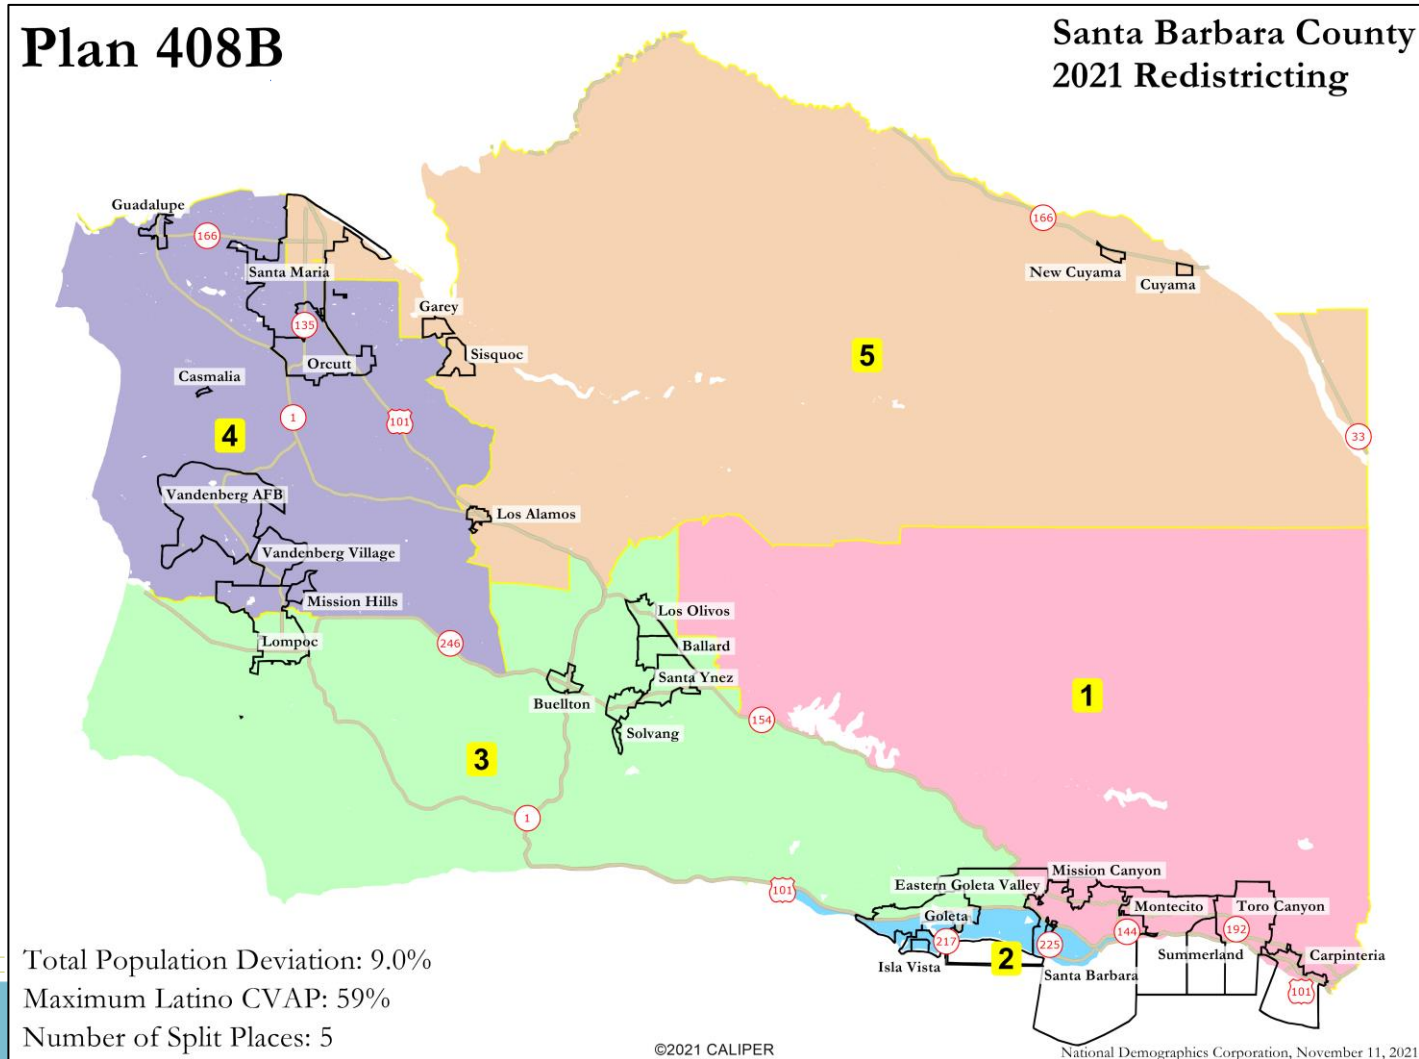 Plan 408B
Santa Barbara County
2021 Redistricting
Guadalupe
166
166
Santa Maria
New Cuyama
Cuyama
Garey
135
Sisquoc
Orcutt
5
Casmalia
1
101
4
33
Vandenberg AFB
Los Alamos
Vandenberg Village
Mission Hills
Los Olivos
Lompoc
246
Ballard
Santa Ynez
Buellton
1
154
Solvang
3
1
Mission Canyon
Eastern Goleta Valley
101
Montecito
Toro Canyon
Goleta
217
225
144
192
Isla Vista
2
Santa Barbara
Summerland
Carpinteria
101
Total Population Deviation: 9.0%
Maximum Latino CVAP: 59%
Number of Split Places: 5
©2021 CALIPER
National Demographics Corporation, November 11, 2021